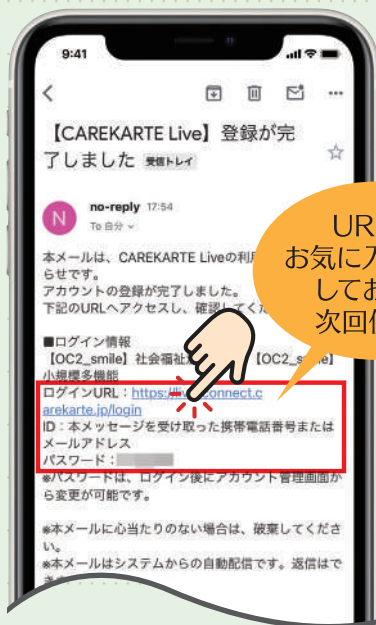 9:41
【CAREKARTE Live】登録が完
了しました 受信トレイ
N
no-reply 17:54
To 自分
本メールは、CAREKARTE Liveの利用
らせです。
アカウントの登録が完了しました。
下記のURLへアクセスし、確認してくだ
UR
お気に入
してお
次回
■ログイン情報
【OC2_smile】社会福祉 【OC2_s e】
小規模多機能
ログインURL：https:// connect.c
arekarte.jp/login
ID：本メッセージを受け取った携帯電話番号または
メールアドレス
パスワード：
※パスワードは、ログイン後にアカウント管理画面か
ら変更が可能です。
※本メールに心当たりのない場合は、破棄してくださ
い。
※本メールはシステムからの自動配信です。返信はで